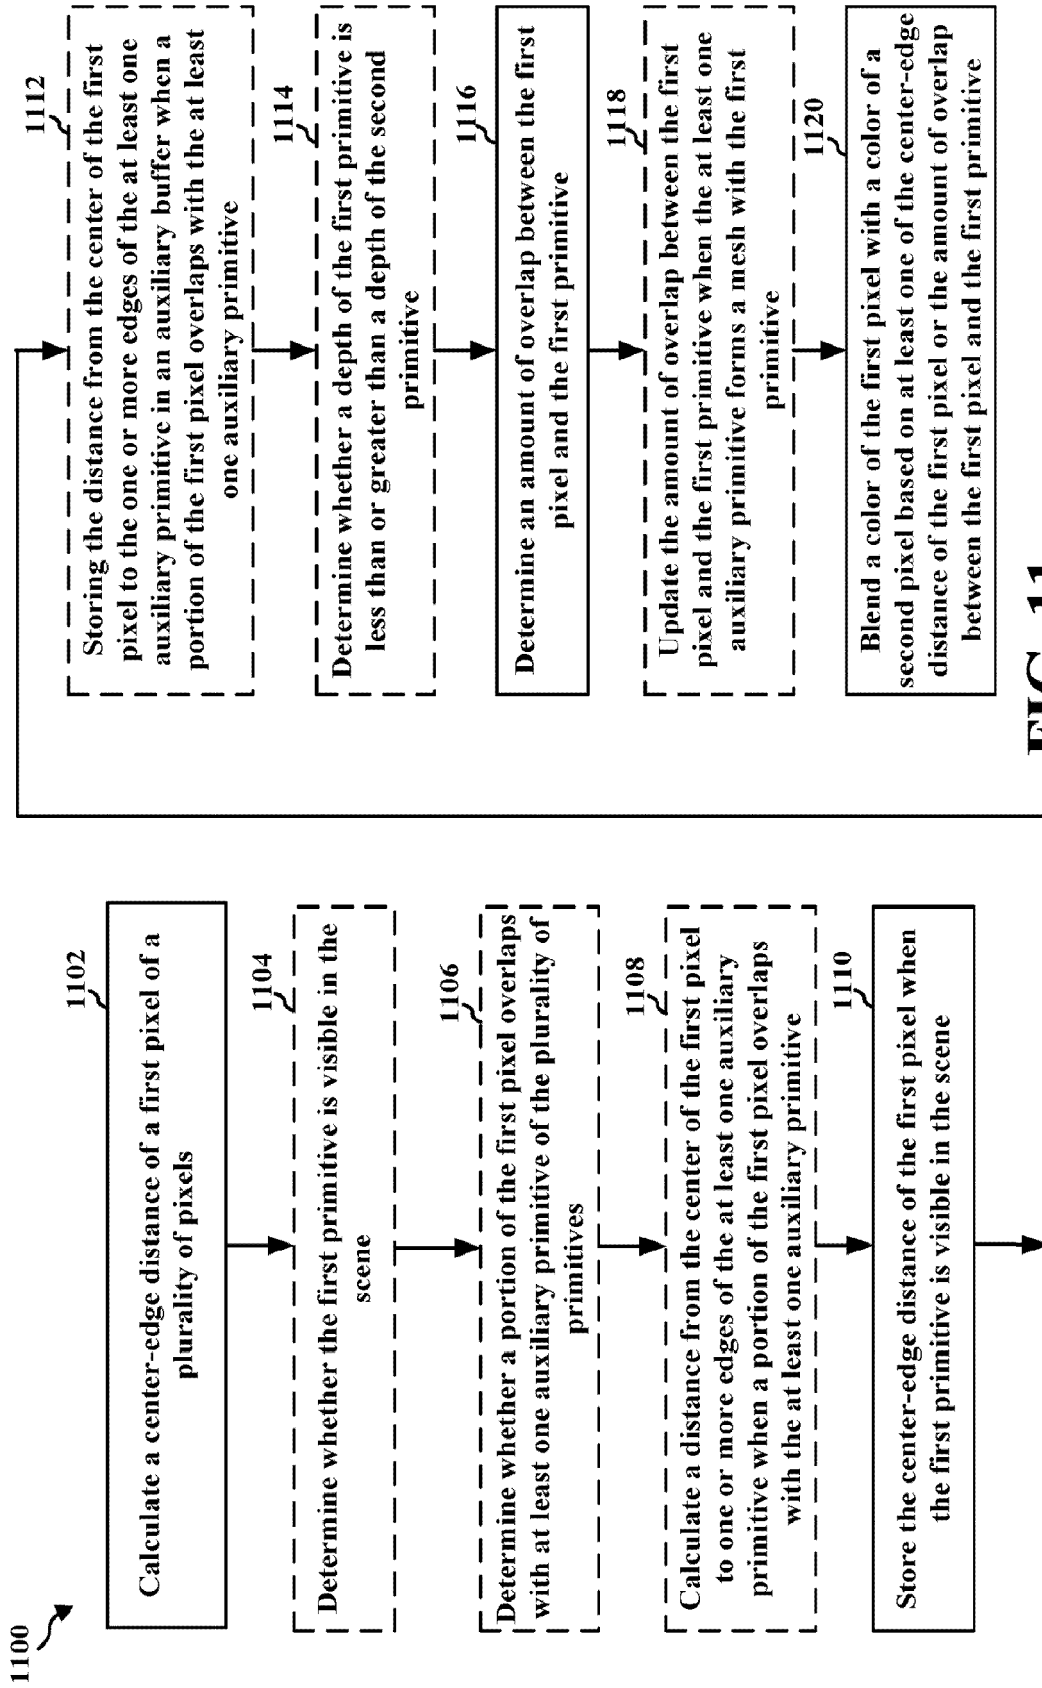 1100
1102
Calculate a center-edge distance of a first pixel of a
plurality of pixels
1104
Determine whether the first primitive is visible in the
scene
1106
Determine whether a portion of the first pixel overlaps
with at least one auxiliary primitive of the plurality of
primitives
1108
Calculate a distance from the center of the first pixel
to one or more edges of the at least one auxiliary
primitive when a portion of the first pixel overlaps
with the at least one auxiliary primitive
1110
Store the center-edge distance of the first pixel when
the first primitive is visible in the scene
1112
Storing the distance from the center of the first
pixel to the one or more edges of the at least one
auxiliary primitive in an auxiliary buffer when a
portion of the first pixel overlaps with the at least
one auxiliary primitive
1114
Determine whether a depth of the first primitive is
less than or greater than a depth of the second
primitive
1116
Determine an amount of overlap between the first
pixel and the first primitive
1118
Update the amount of overlap between the first
pixel and the first primitive when the at least one
auxiliary primitive forms a mesh with the first
primitive
1120
Blend a color of the first pixel with a color of a
second pixel based on at least one of the center-edge
distance of the first pixel or the amount of overlap
between the first pixel and the first primitive
FIG. 11